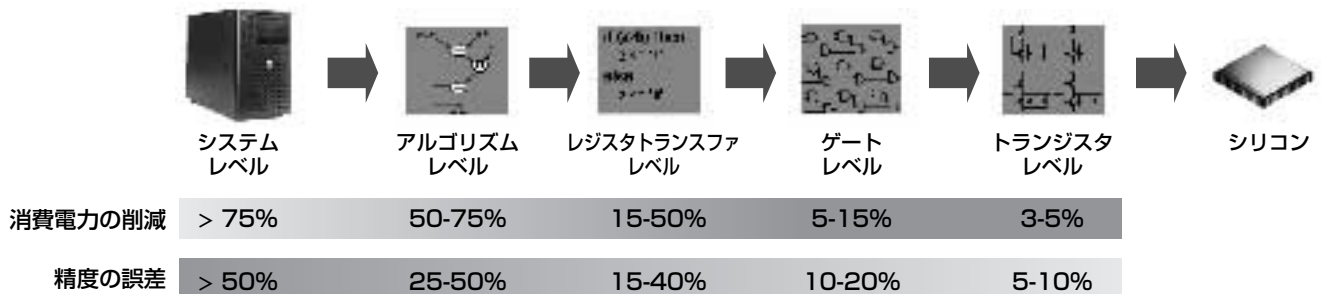 システム
レベル
アルゴリズム
レベル
レジスタトランスファ
レベル
ゲート
レベル
トランジスタ
レベル
シリコン
消費電力の削減 > 75% 50-75% 15-50% 5-15% 3-5%
精度の誤差 > 50% 25-50% 15-40% 10-20% 5-10%